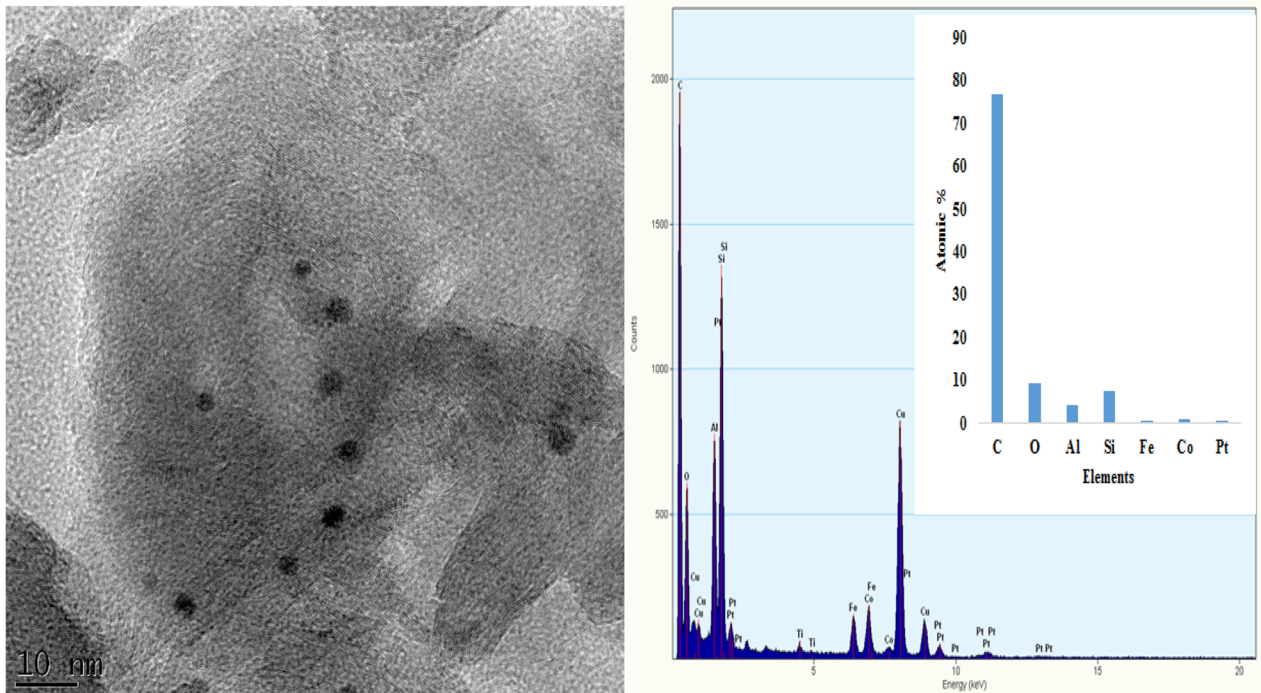 10 nm
Counts
2000
1500
1000
500
C
O
Cu
Cu
Cu
Al
Si
Si
Pt
Pt
Pt
Pt
Ti
Ti
Fe
Fe
Co
Co
Cu
Pt
Cu
Pt
Pt
Pt
Pt Pt
Pt
Pt Pt
5
10
15
20
Energy (keV)
Atomic %
90
80
70
60
50
40
30
20
10
0
C O Al Si Fe Co Pt
Elements